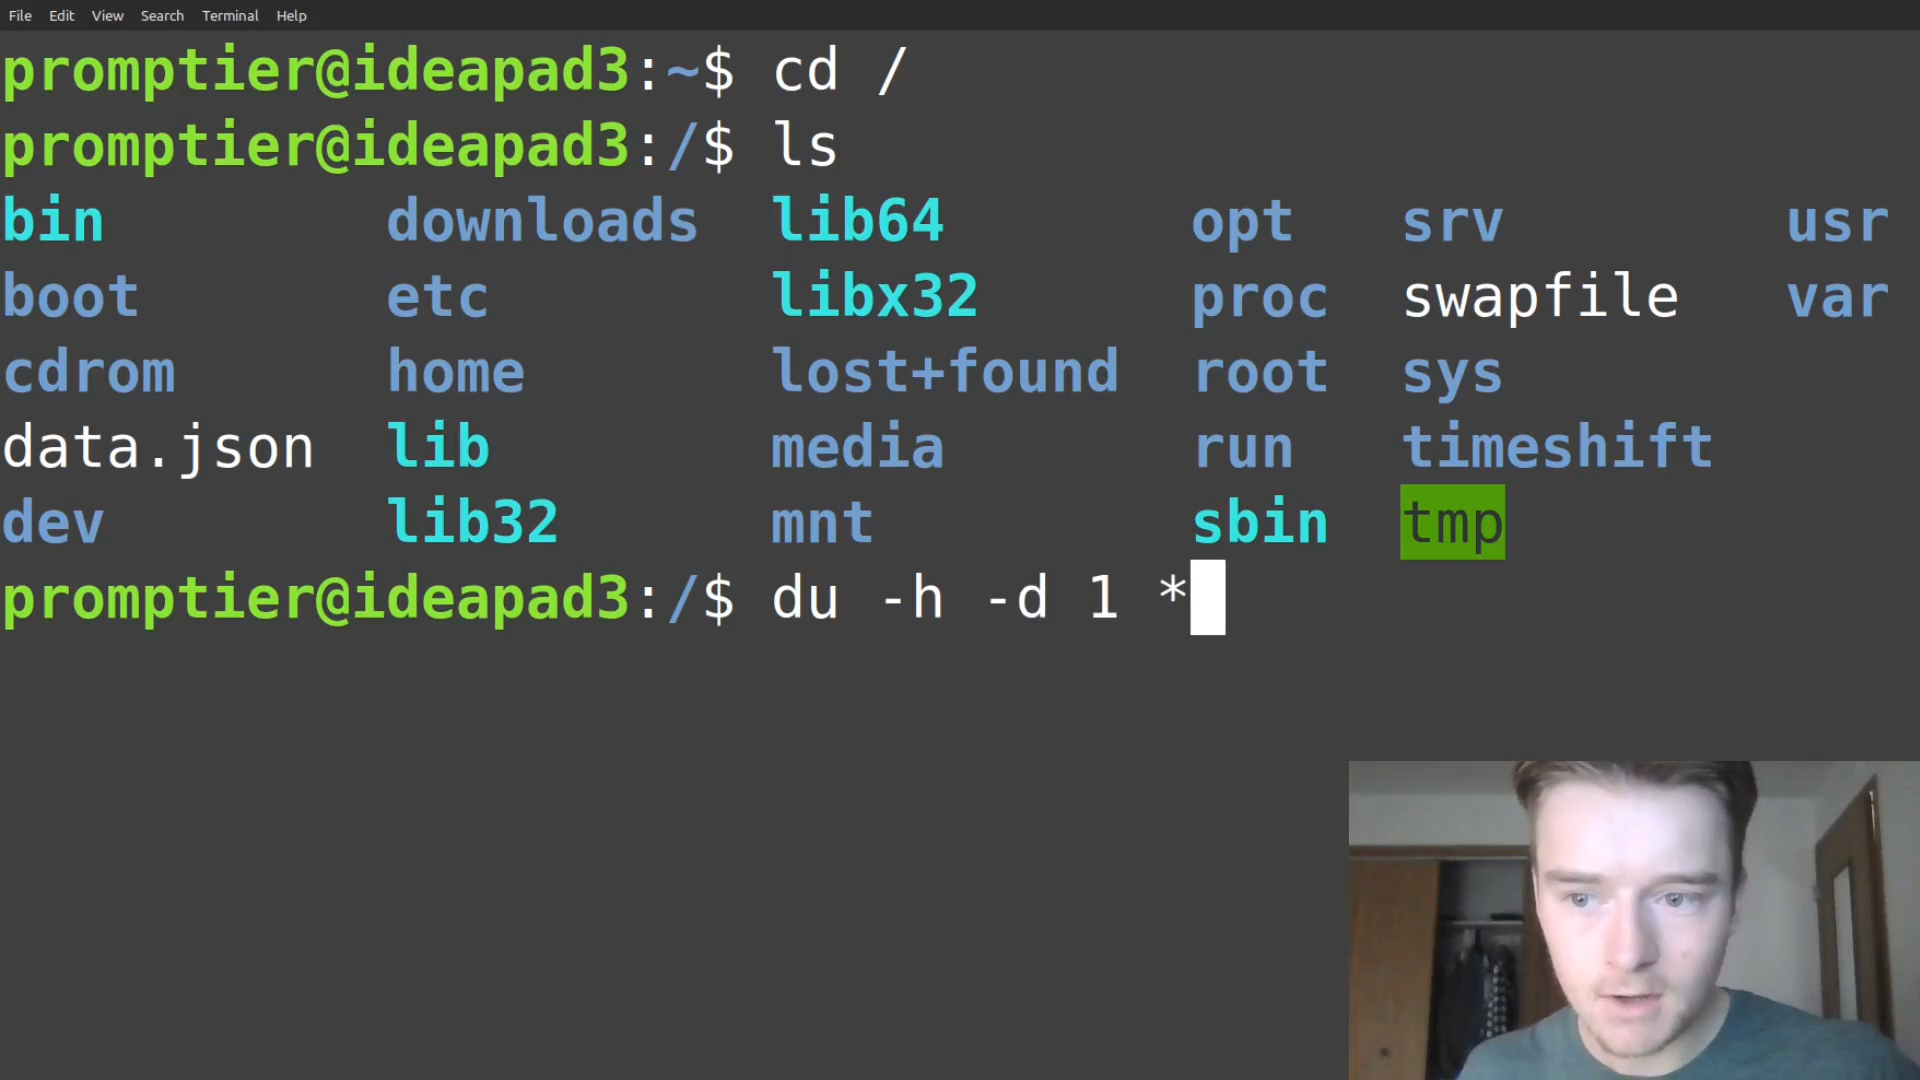 File Edit View Search Terminal Help
promptier@ideapad3:~$ cd /
promptier@ideapad3:/$ ls
bin downloads lib64 opt srv usr
boot etc libx32 proc swapfile var
cdrom home lost+found root sys
data.json lib media run timeshift
dev lib32 mnt sbin tmp
promptier@ideapad3:/$ du -h -d 1 *